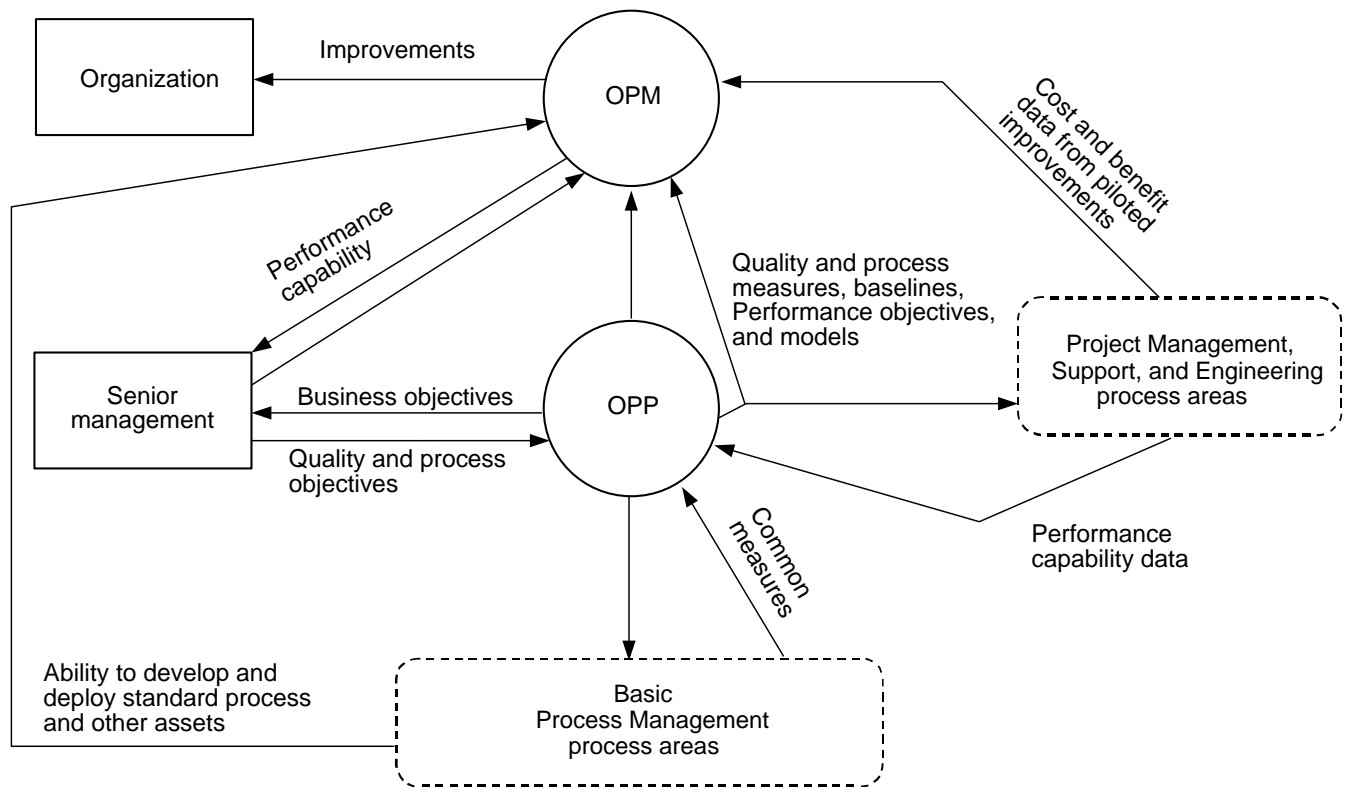 Organization
Improvements
OPM
Cost and benefit
data from piloted
improvements
Performance
capability
Quality and process
measures, baselines,
Performance objectives,
and models
Project Management,
Support, and Engineering
process areas
Senior
management
Business objectives
OPP
Quality and process
objectives
Common
measures
Performance
capability data
Ability to develop and
deploy standard process
and other assets
Basic
Process Management
process areas